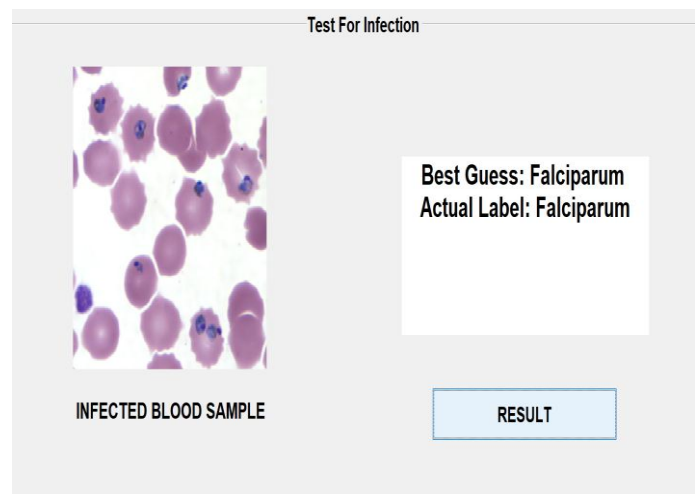 Test For Infection
Best Guess: Falciparum
Actual Label: Falciparum
INFECTED BLOOD SAMPLE
RESULT